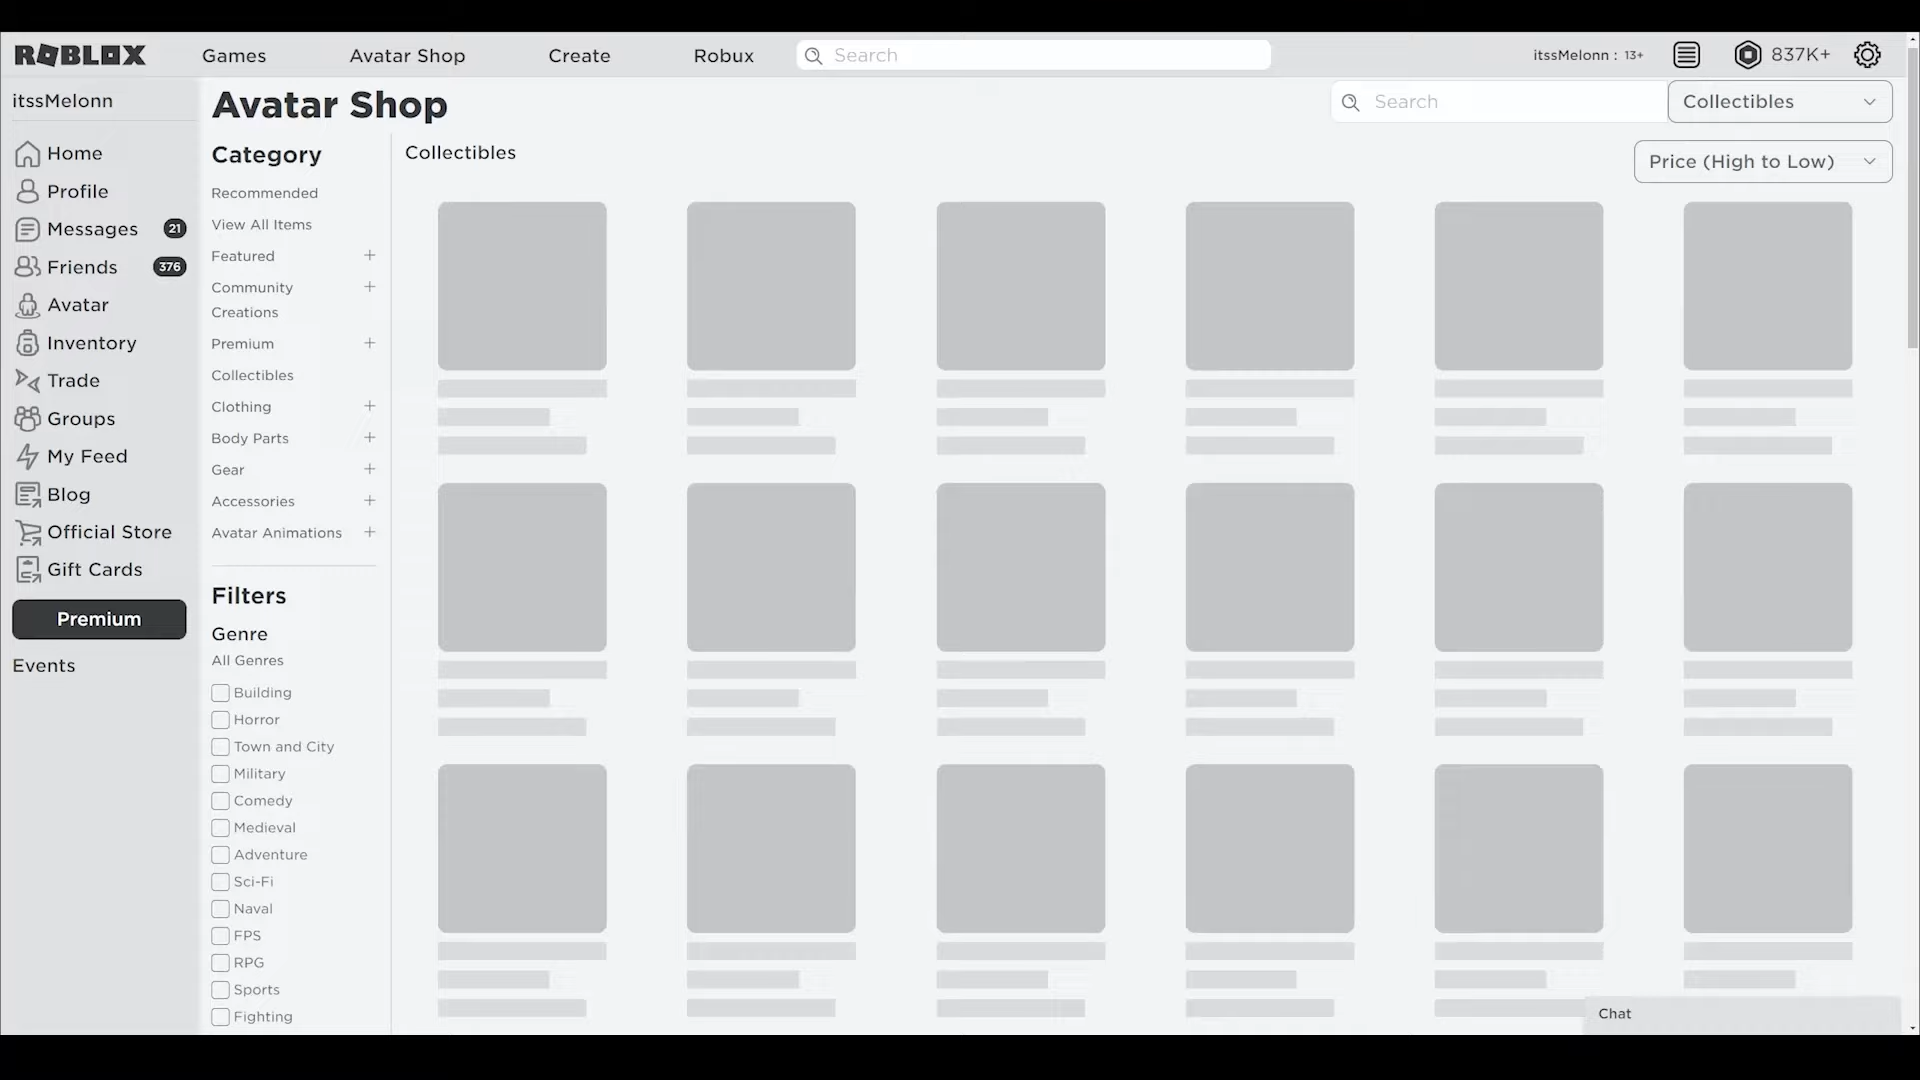 ROBLOX Games Avatar Shop Create Robux Search itssMelonn : 13+ 837K+
itssMelonn
Home
Profile
Messages 21
Friends 376
Avatar
Inventory
Trade
Groups
My Feed
Blog
Official Store
Gift Cards
Premium
Events
Avatar Shop
Search Collectibles
Category
Recommended
View All Items
Featured +
Community +
Creations
Premium +
Collectibles
Clothing +
Body Parts +
Gear +
Accessories +
Avatar Animations +
Filters
Genre
All Genres
Building
Horror
Town and City
Military
Comedy
Medieval
Adventure
Sci-Fi
Naval
FPS
RPG
Sports
Fighting
Collectibles
Price (High to Low)
Chat